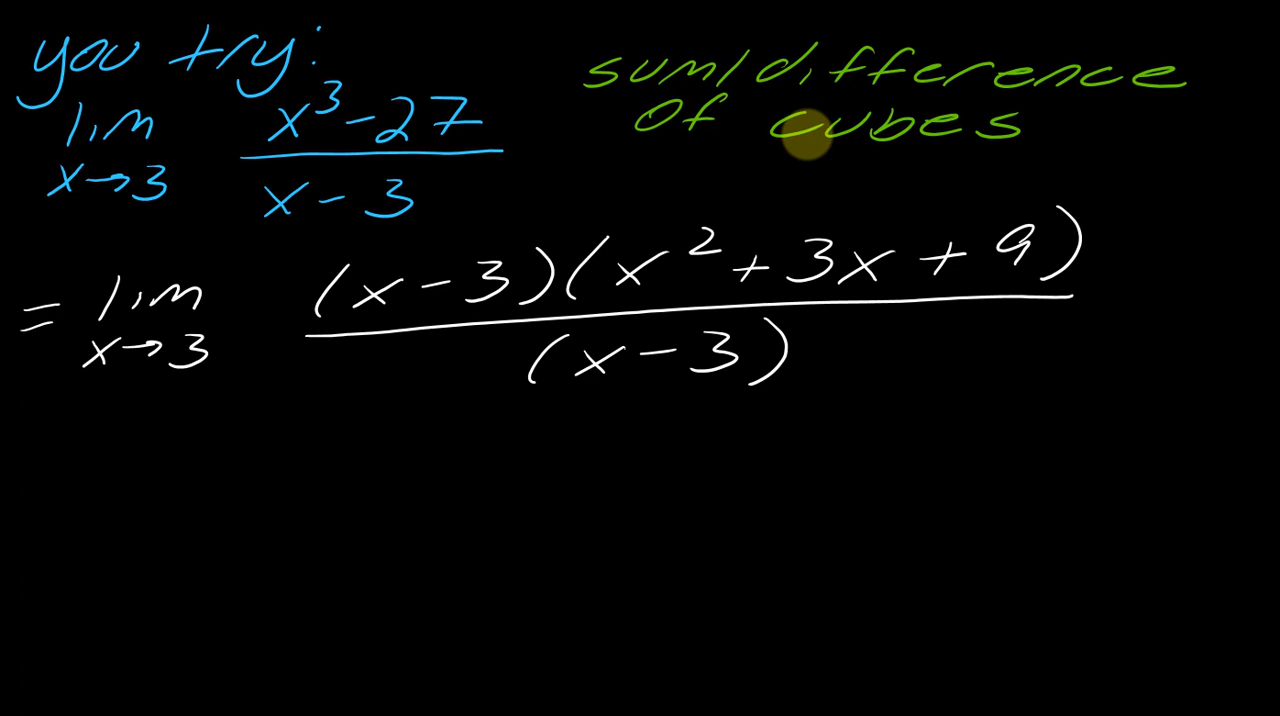 you try:
lim x→3 x³-27 / x-3
sum/difference
of cubes
= lim x→3 (x-3)(x²+3x+9) / (x-3)